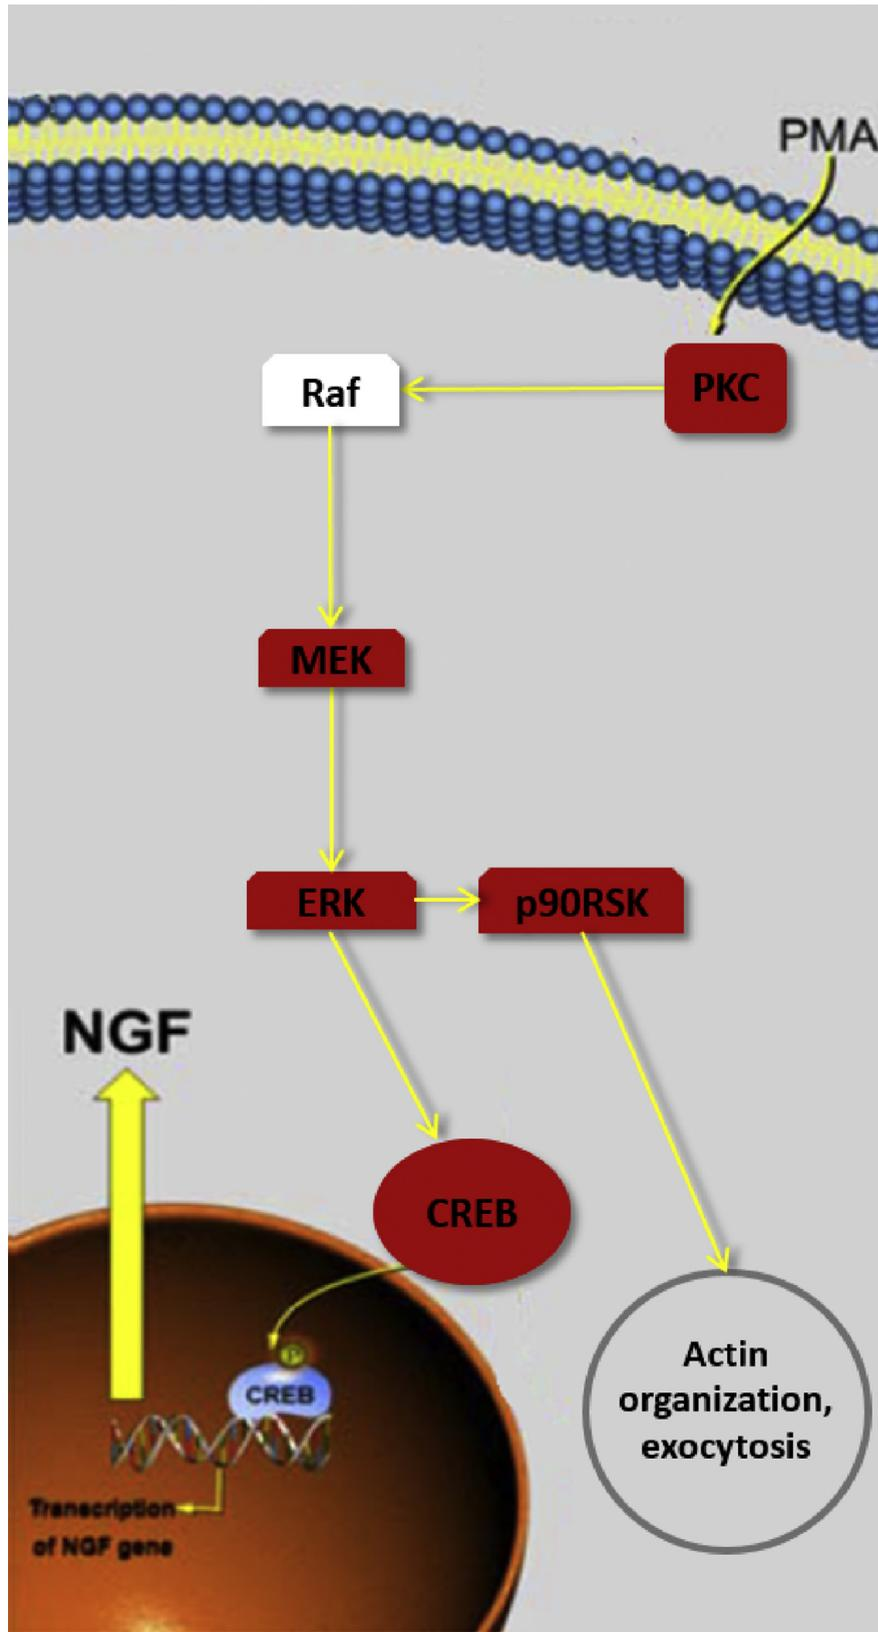 PMA
Raf
PKC
MEK
ERK
p90RSK
NGF
CREB
P
CREB
Actin
organization,
exocytosis
Transcription
of NGF gene